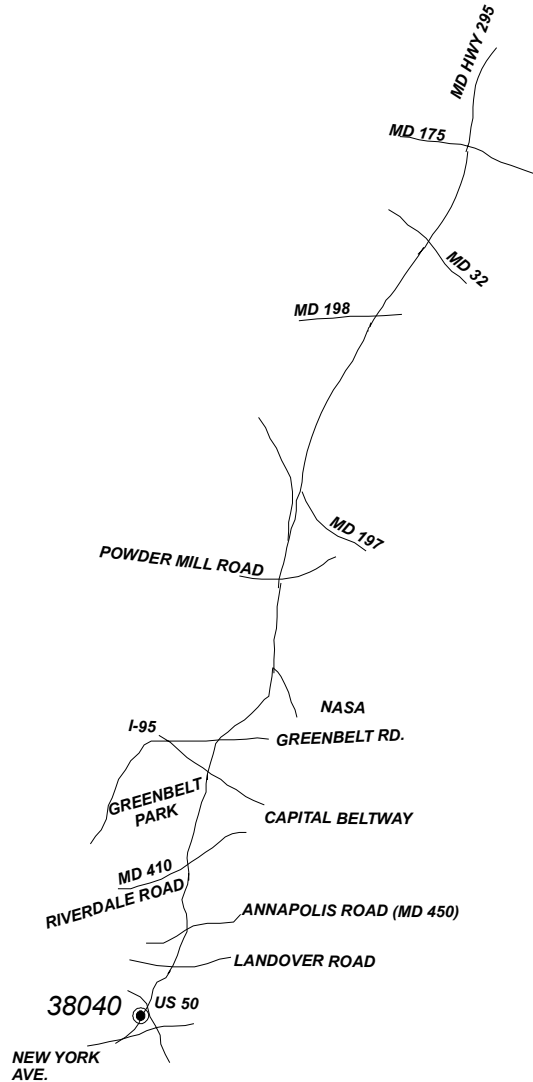 MD HWY 295
MD 175
MD 32
MD 198
MD 197
POWDER MILL ROAD
NASA
I-95
GREENBELT RD.
GREENBELT
PARK
CAPITAL BELTWAY
MD 410
RIVERDALE ROAD
ANNAPOLIS ROAD (MD 450)
LANDOVER ROAD
38040
US 50
NEW YORK
AVE.